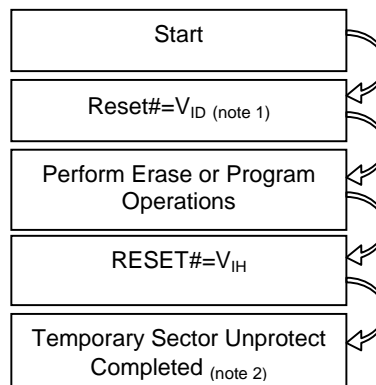 Start
Reset#=VID (note 1)
Perform Erase or Program
Operations
RESET#=VIH
Temporary Sector Unprotect
Completed (note 2)